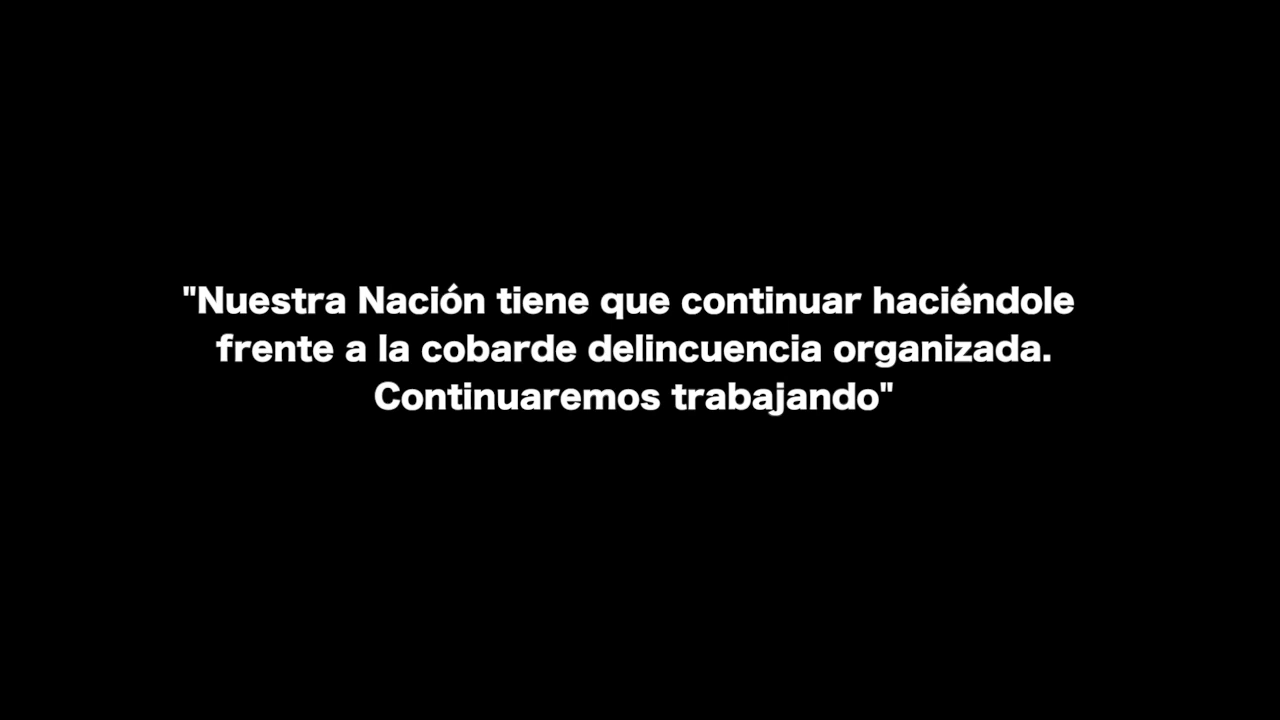 "Nuestra Nación tiene que continuar haciéndole
frente a la cobarde delincuencia organizada.
Continuaremos trabajando"